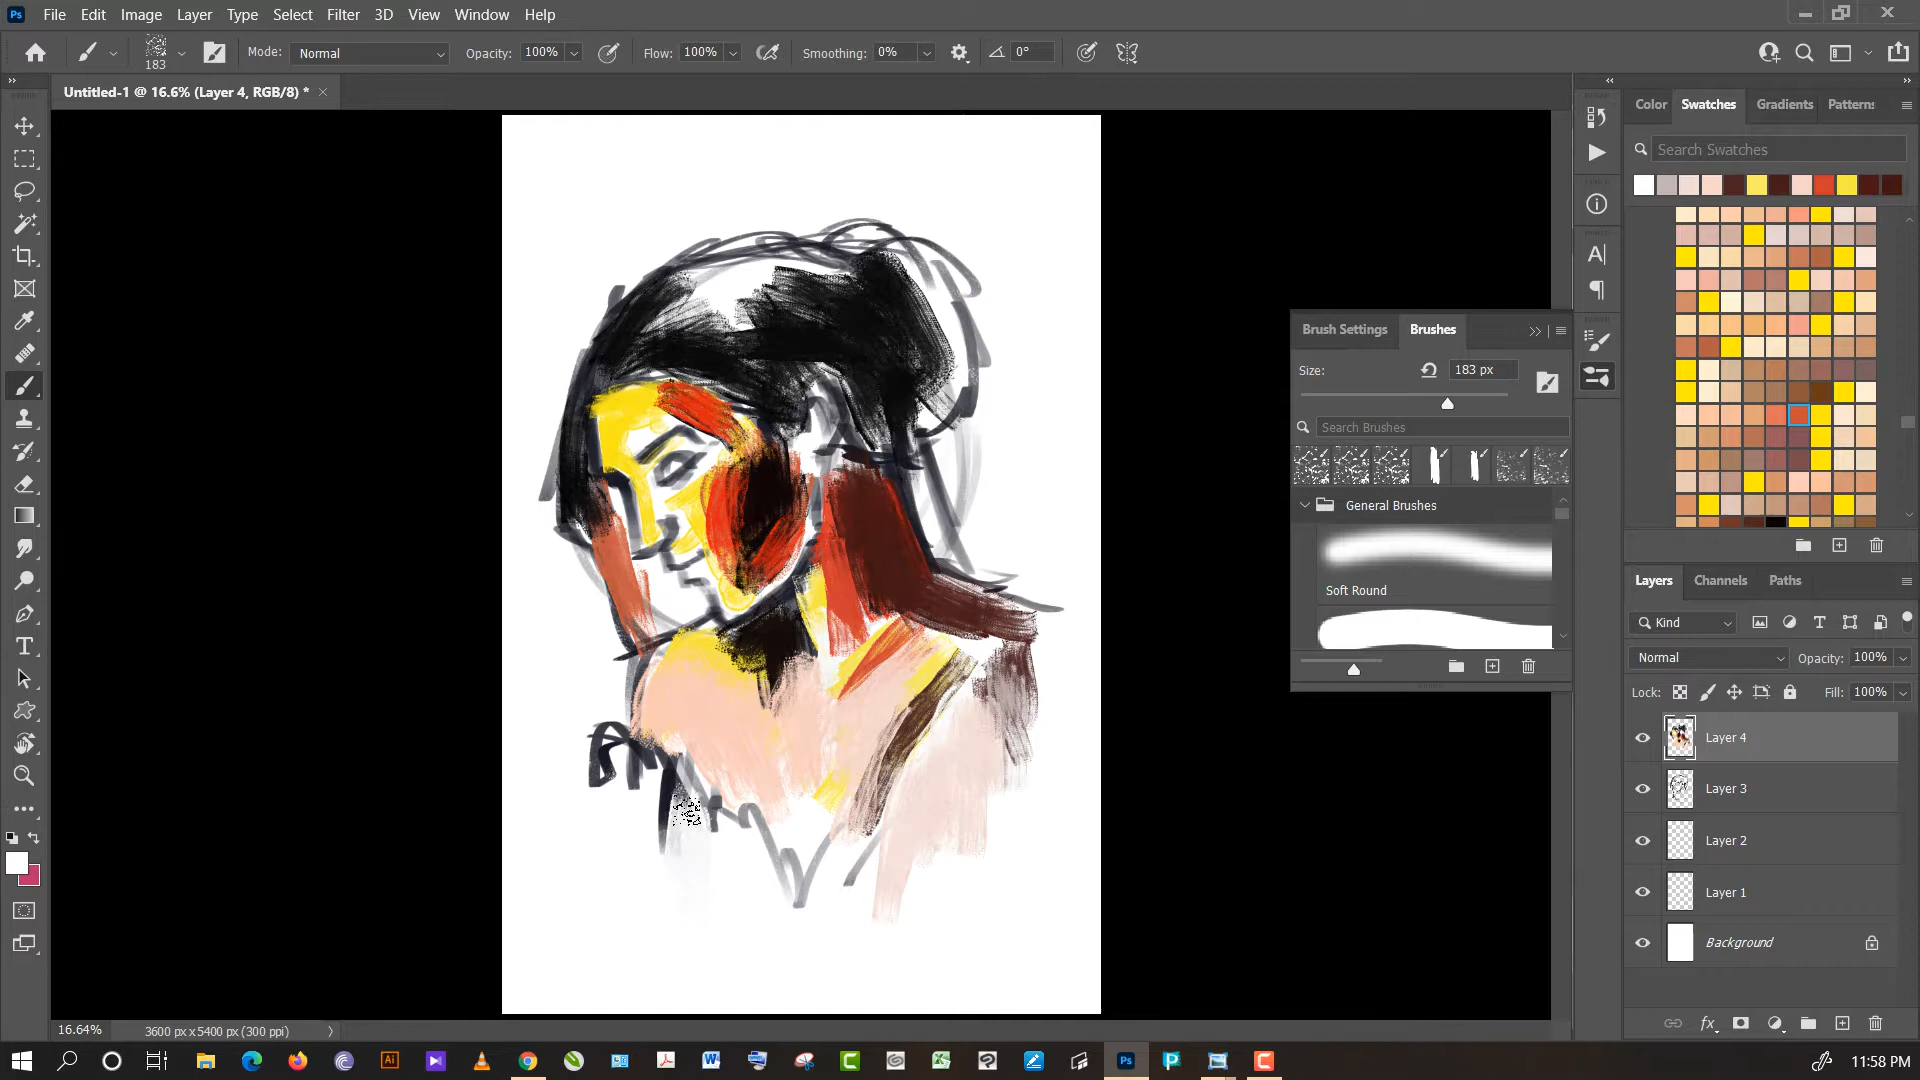 Ps File Edit Image Layer Type Select Filter 3D View Window Help
183 Mode: Normal Opacity: 100% Flow: 100% Smoothing: 0% 0°
Untitled-1 @ 16.6% (Layer 4, RGB/8) *
Color Swatches Gradients Patterns
Search Swatches
Brush Settings Brushes
Size: 183 px
Search Brushes
General Brushes
Soft Round
Layers Channels Paths
Kind
Normal Opacity: 100%
Lock: Fill: 100%
Layer 4
Layer 3
Layer 2
Layer 1
Background
16.64% 3600 px x 5400 px (300 ppi)
11:58 PM